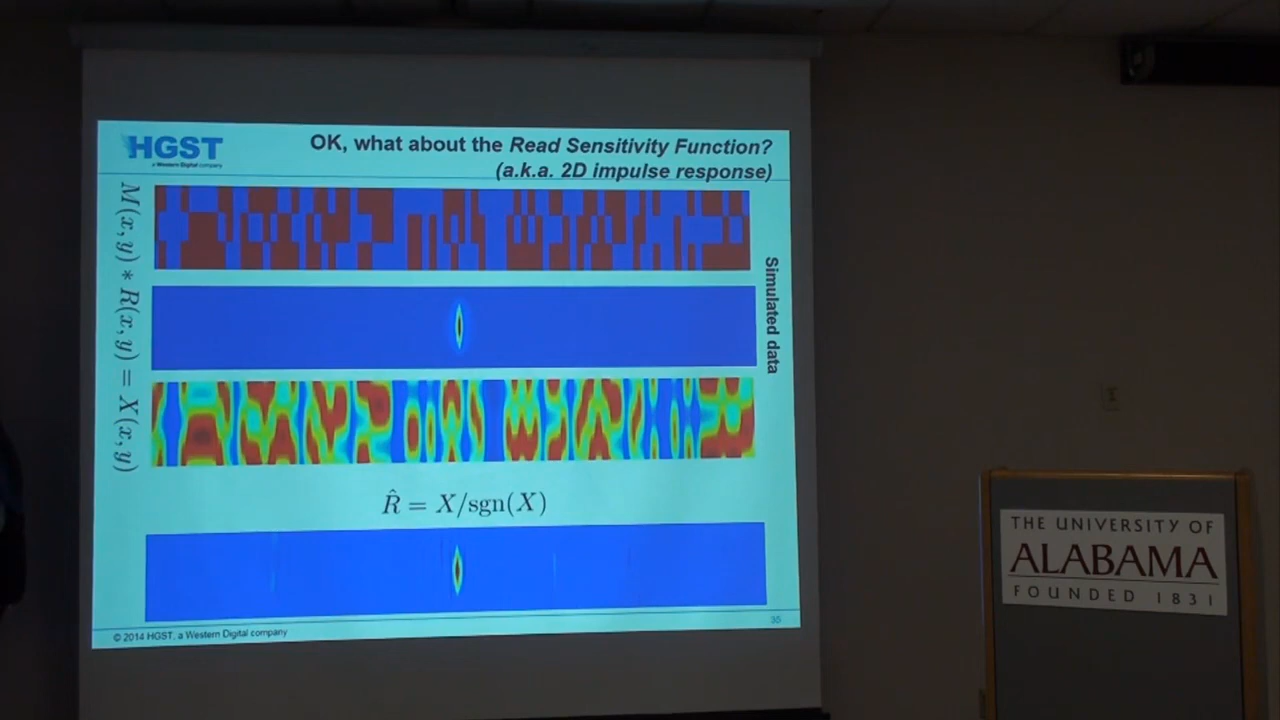 HGST
a Western Digital company
OK, what about the Read Sensitivity Function?
(a.k.a. 2D impulse response)
M(x, y) * R(x, y) = X(x, y)
Simulated data
R̂ = X/sgn(X)
© 2014 HGST, a Western Digital company
35
THE UNIVERSITY OF
ALABAMA
FOUNDED 1831